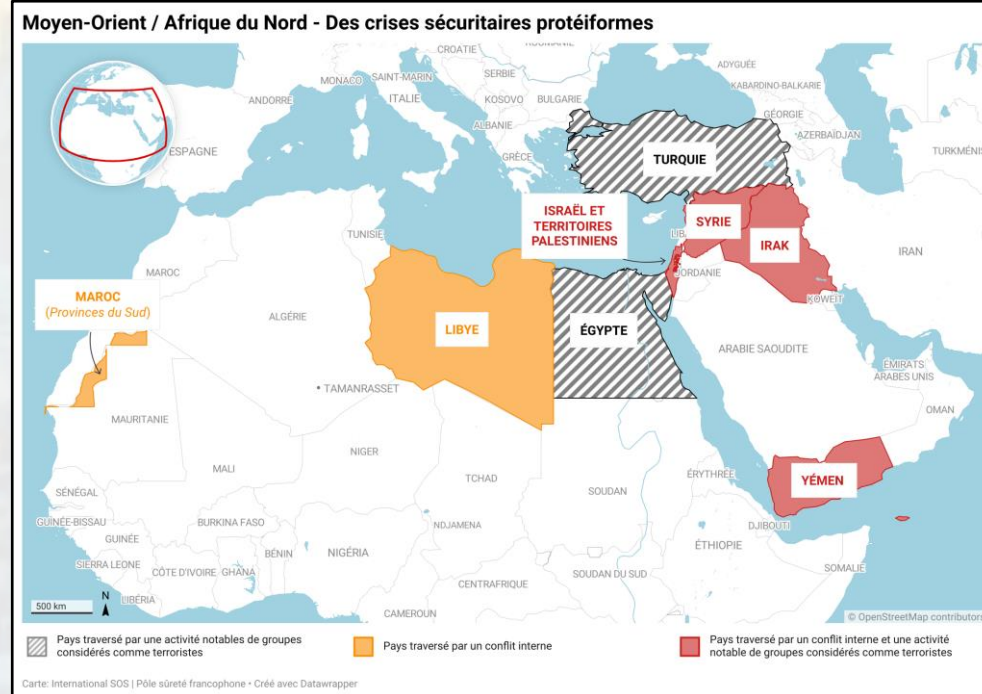 Moyen-Orient / Afrique du Nord - Des crises sécuritaires protéiformes
CROATIE
ROUMANIE
MONACO
SAINT-MARIN
SERBIE
ADYGUÉE
ANDORRE
ITALIE
KOSOVO
BULGARIE
KABARDINO-BALKARIE
ALBANIE
GÉORGIE
ESPAGNE
GRÈCE
AZERBAÏDJAN
TURQUIE
TURKMÉNIS
ISRAËL ET
TERRITOIRES
PALESTINIENS
SYRIE
TUNISIE
LIB
IRAK
IRAN
MAROC
JORDANIE
MAROC
(Provinces du Sud)
KOWEIT
ALGÉRIE
LIBYE
ÉGYPTE
ARABIE SAOUDITE
ÉMIRATS
ARABES UNIS
• TAMANRASSET
OMAN
MAURITANIE
NIGER
MALI
TCHAD
ÉRYTHRÉE
YÉMEN
SÉNÉGAL
SOUDAN
GUINÉE-BISSAU
BURKINA FASO
NDJAMENA
DJIBOUTI
GUINÉE
BÉNIN
NIGÉRIA
ÉTHIOPIE
SIERRA LEONE
CÔTE D'IVOIRE
GHANA
SOUDAN DU SUD
SOMALIE
CENTRAFRIQUE
LIBÉRIA
CAMEROUN
500 km
N
© OpenStreetMap contributors
Pays traversé par une activité notables de groupes
considérés comme terroristes
Pays traversé par un conflit interne
Pays traversé par un conflit interne et une activité
notable de groupes considérés comme terroristes
Carte: International SOS | Pôle sûreté francophone • Créé avec Datawrapper